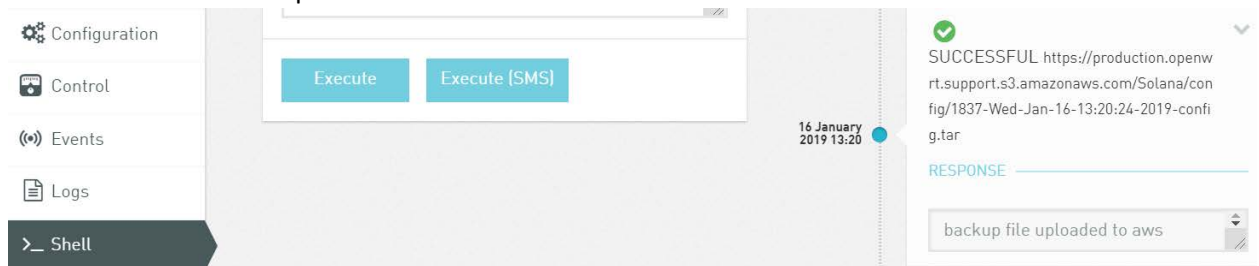 Configuration
Control
Events
Logs
>_ Shell
Execute
Execute (SMS)
16 January
2019 13:20
SUCCESSFUL https://production.openw
rt.support.s3.amazonaws.com/Solana/con
fig/1837-Wed-Jan-16-13:20:24-2019-confi
g.tar
RESPONSE
backup file uploaded to aws